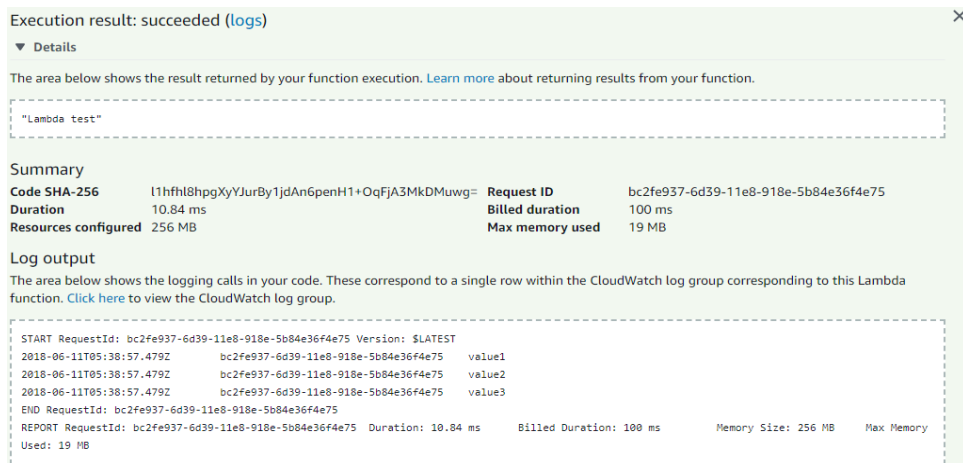 Execution result: succeeded (logs)
▼ Details
The area below shows the result returned by your function execution. Learn more about returning results from your function.
"Lambda test"
Summary
Code SHA-256 l1hfhl8hpgXyYJurBy1jdAn6penH1+OqFjA3MkDMuwg= Request ID bc2fe937-6d39-11e8-918e-5b84e36f4e75
Duration 10.84 ms Billed duration 100 ms
Resources configured 256 MB Max memory used 19 MB
Log output
The area below shows the logging calls in your code. These correspond to a single row within the CloudWatch log group corresponding to this Lambda
function. Click here to view the CloudWatch log group.
START RequestId: bc2fe937-6d39-11e8-918e-5b84e36f4e75 Version: $LATEST
2018-06-11T05:38:57.479Z bc2fe937-6d39-11e8-918e-5b84e36f4e75 value1
2018-06-11T05:38:57.479Z bc2fe937-6d39-11e8-918e-5b84e36f4e75 value2
2018-06-11T05:38:57.479Z bc2fe937-6d39-11e8-918e-5b84e36f4e75 value3
END RequestId: bc2fe937-6d39-11e8-918e-5b84e36f4e75
REPORT RequestId: bc2fe937-6d39-11e8-918e-5b84e36f4e75 Duration: 10.84 ms Billed Duration: 100 ms Memory Size: 256 MB Max Memory
Used: 19 MB